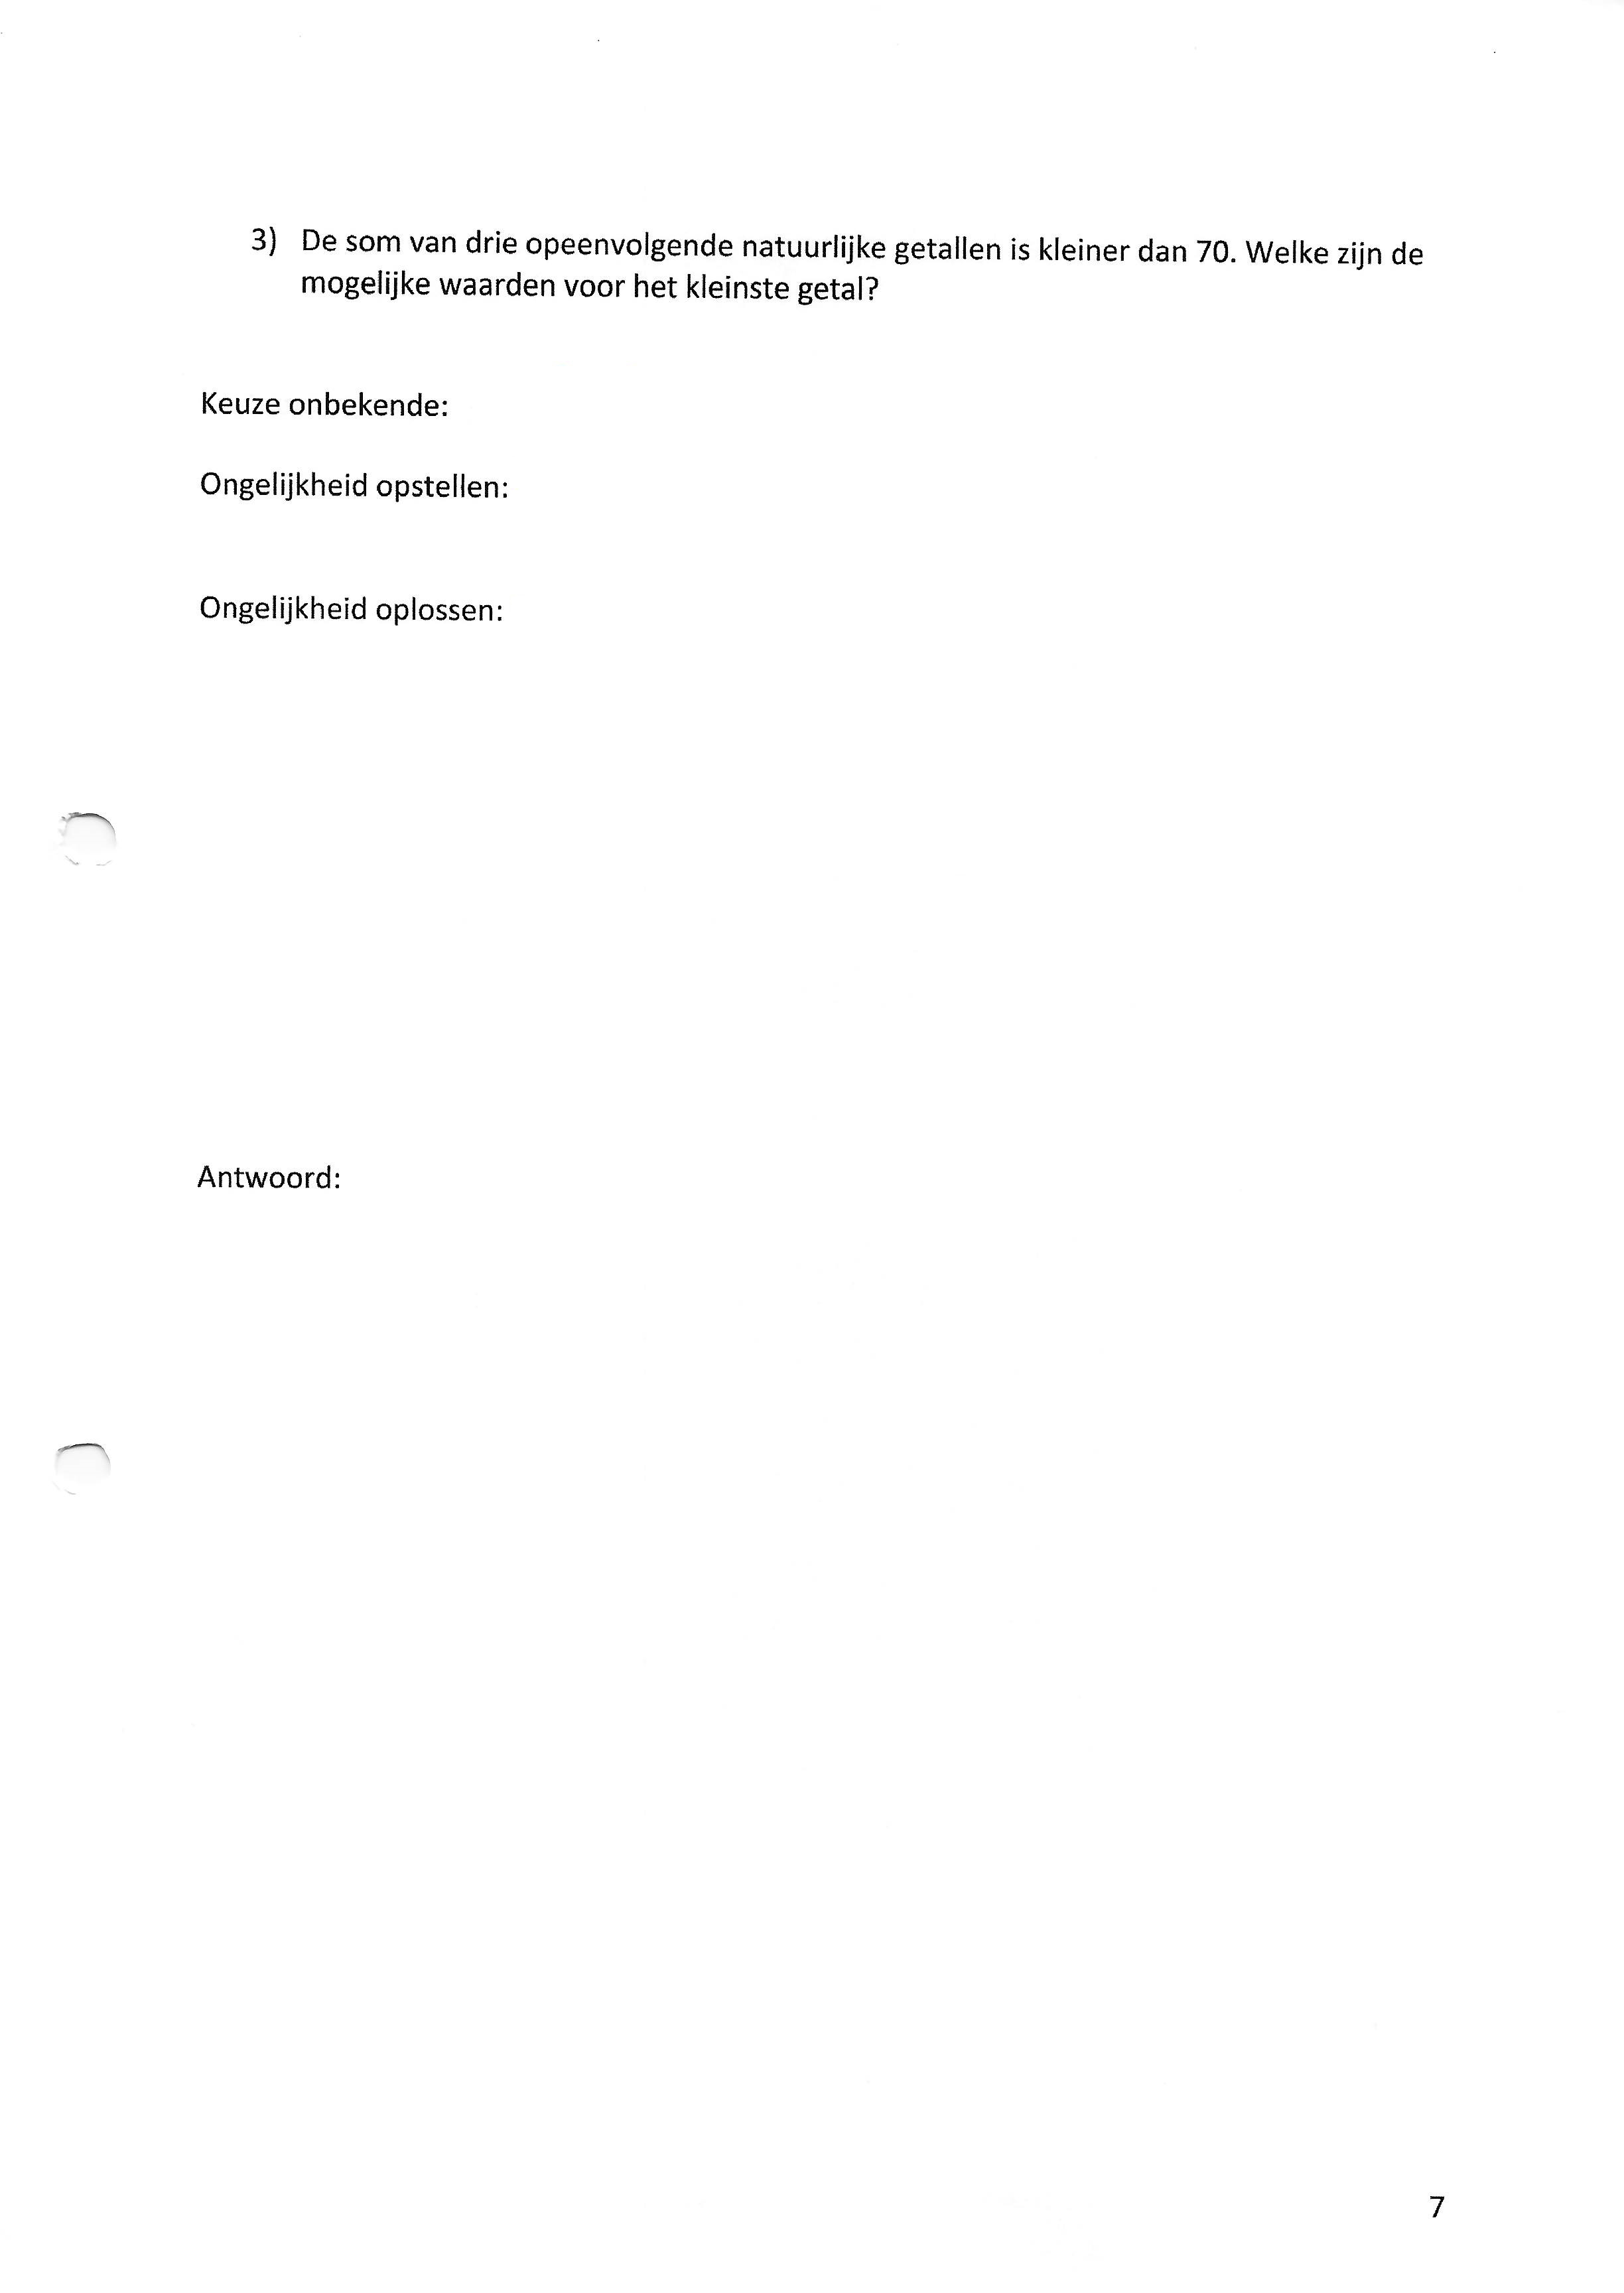 3) De som van drie opeenvolgende natuurlijke getallen is kleiner dan 70. Welke zijn de
mogelijke waarden voor het kleinste getal?
Keuze onbekende:
Ongelijkheid opstellen:
Ongelijkheid oplossen:
Antwoord:
7